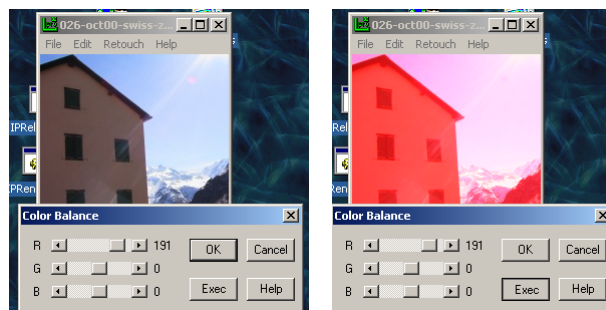 026-oct00-swiss-z...
File Edit Retouch Help
IPRel
IPRen
Color Balance
R 191
G 0
B 0
OK Cancel
Exec Help
026-oct00-swiss-z...
File Edit Retouch Help
Rel
Ren
Color Balance
R 191
G 0
B 0
OK Cancel
Exec Help